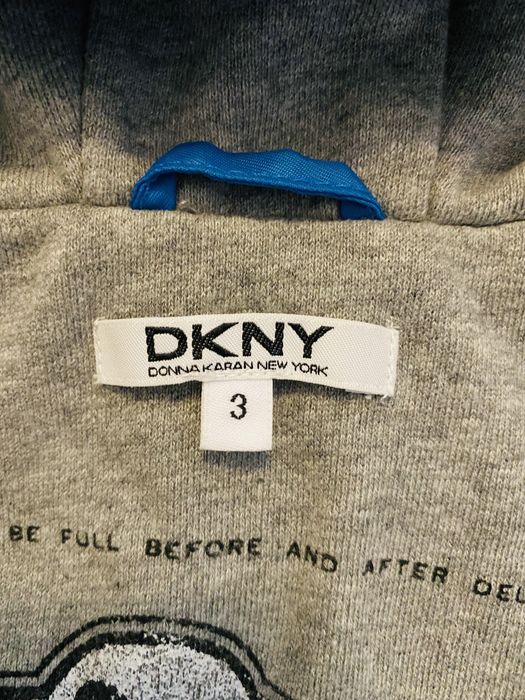 DKNY
DONNA KARAN NEW YORK
3
BE FULL BEFORE AND AFTER